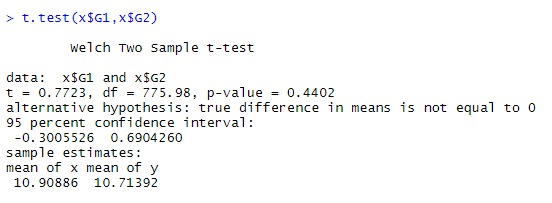 > t.test(x$G1,x$G2)
Welch Two Sample t-test
data:  x$G1 and x$G2
t = 0.7723, df = 775.98, p-value = 0.4402
alternative hypothesis: true difference in means is not equal to 0
95 percent confidence interval:
-0.3005526  0.6904260
sample estimates:
mean of x mean of y
10.90886  10.71392